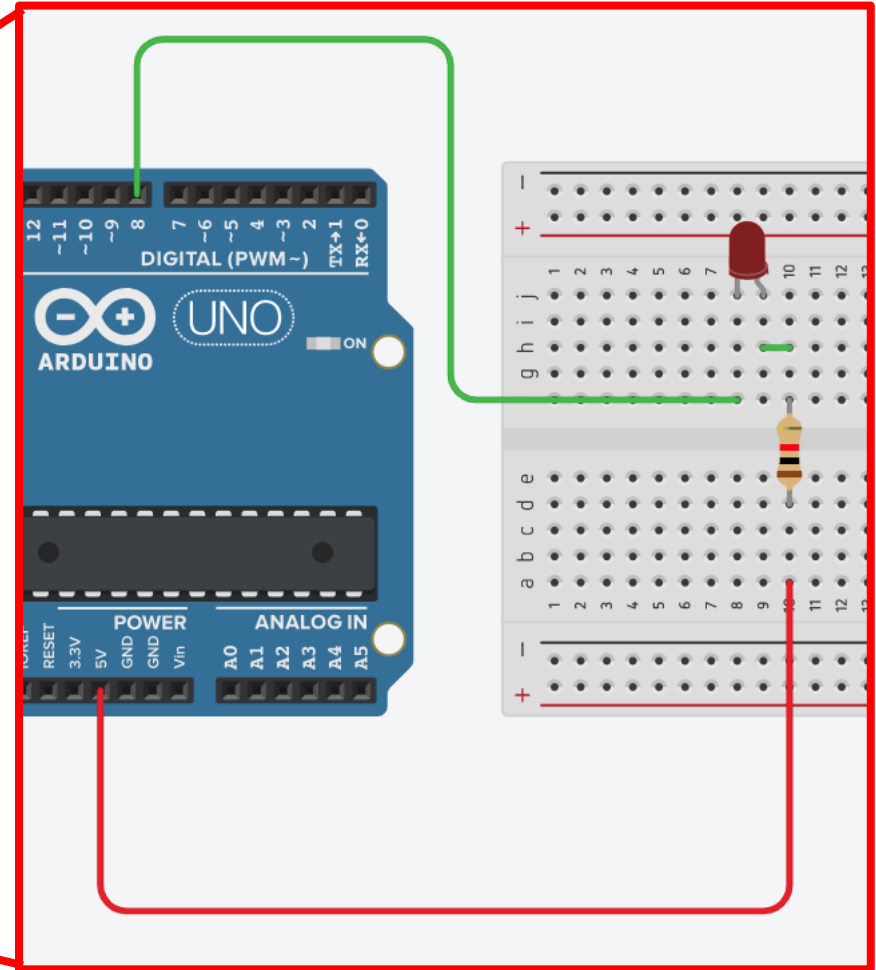 12 ~11 ~10 ~9 8 7 ~6 ~5 4 ~3 2 TX→1 RX←0
DIGITAL (PWM~)
UNO
ON
ARDUINO
RESET 3.3V 5V GND GND Vin A0 A1 A2 A3 A4 A5
POWER ANALOG IN
−
+
1 2 3 4 5 6 7 8 10 11 12
j
i
h
g
e
d
c
b
a
1 2 3 4 5 6 7 8 9 10 11 12
−
+